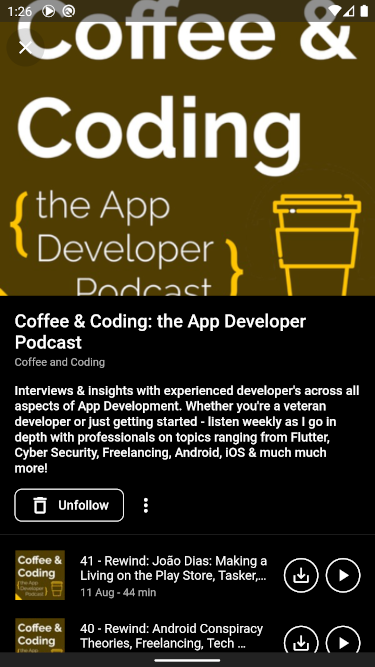 1:26
Coffee &
Coding
{ the App
Developer }
Podcast
Coffee & Coding: the App Developer
Podcast
Coffee and Coding
Interviews & insights with experienced developer's across all
aspects of App Development. Whether you're a veteran
developer or just getting started - listen weekly as I go in
depth with professionals on topics ranging from Flutter,
Cyber Security, Freelancing, Android, iOS & much much
more!
Unfollow
Coffee &
Coding
{ the App
Developer }
Podcast
41 - Rewind: João Dias: Making a
Living on the Play Store, Tasker,...
11 Aug - 44 min
Coffee &
Coding
40 - Rewind: Android Conspiracy
Theories, Freelancing, Tech ...